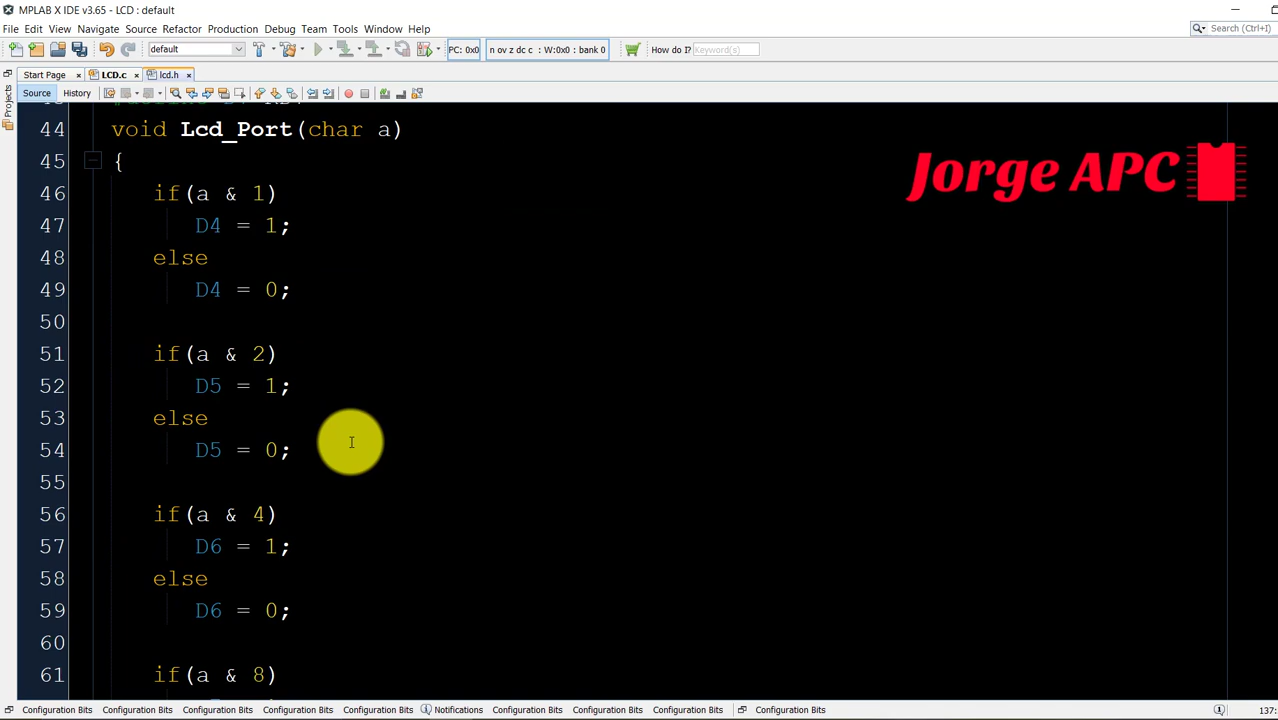 MPLAB X IDE v3.65 - LCD : default
File Edit View Navigate Source Refactor Production Debug Team Tools Window Help
Search (Ctrl+I)
default
PC: 0x0
n ov z dc c : W:0x0 : bank 0
How do I?
Keyword(s)
Start Page
LCD.c
lcd.h
Projects
Source
History
44 void Lcd_Port(char a)
45 {
46 if(a & 1)
47 D4 = 1;
48 else
49 D4 = 0;
50
51 if(a & 2)
52 D5 = 1;
53 else
54 D5 = 0;
55
56 if(a & 4)
57 D6 = 1;
58 else
59 D6 = 0;
60
61 if(a & 8)
Jorge APC
Configuration Bits Configuration Bits Configuration Bits Configuration Bits Configuration Bits Notifications Configuration Bits Configuration Bits Configuration Bits Configuration Bits
137: